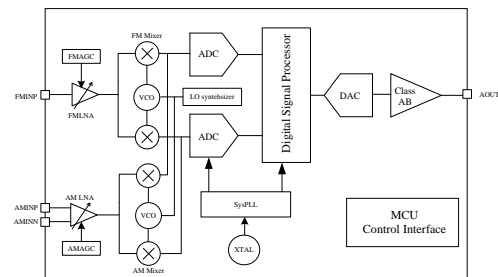 FM Mixer
FMAGC
ADC
FMINP
FMLNA
VCO
LO syntehsizer
Digital Signal Processor
DAC
Class
AB
AOUT
ADC
AM LNA
AMINP
AMINN
VCO
SysPLL
MCU
Control Interface
AMAGC
AM Mixer
XTAL